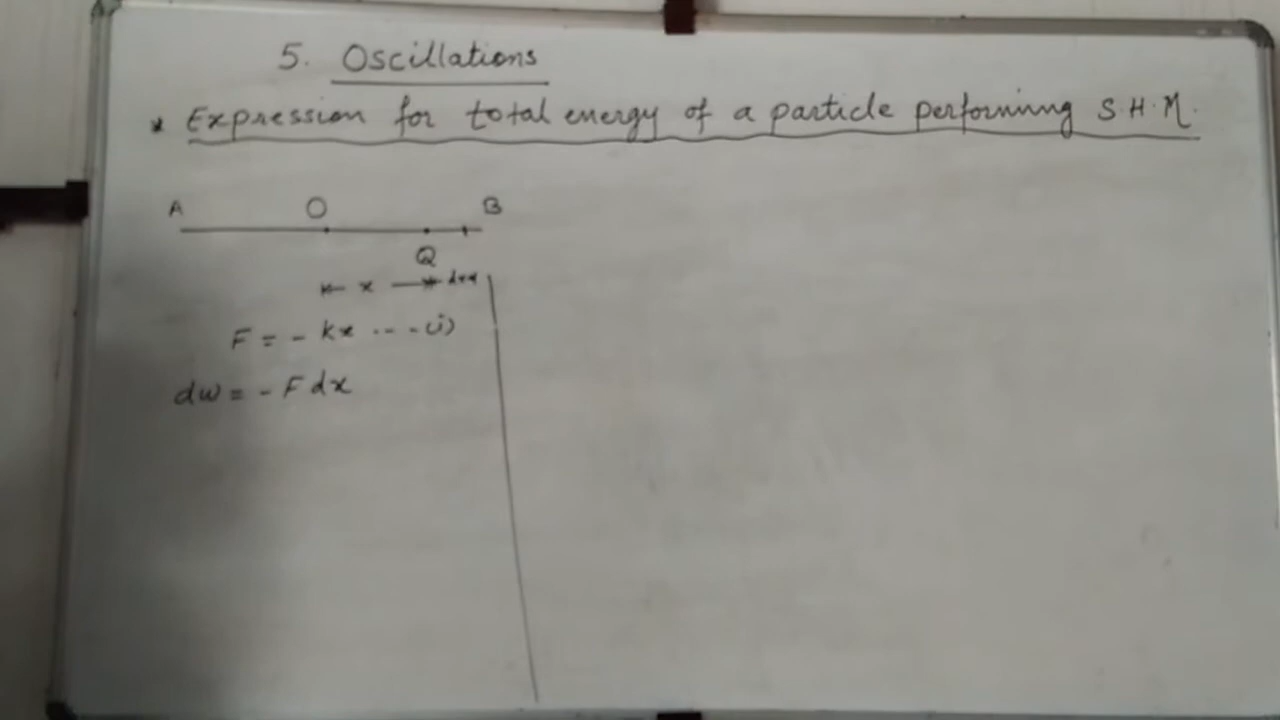 5. Oscillations
* Expression for total energy of a particle performing S.H.M.
A O B
Q
x dx
F = - kx --- (i)
dw = - F dx